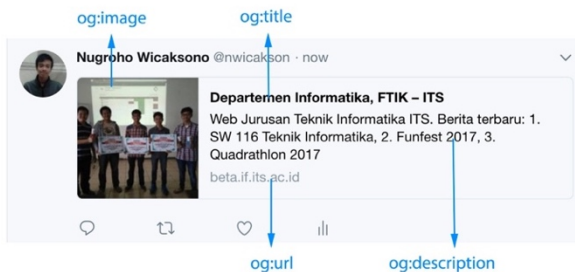 og:image og:title
Nugroho Wicaksono @nwicakson · now
Departemen Informatika, FTIK – ITS
Web Jurusan Teknik Informatika ITS. Berita terbaru: 1.
SW 116 Teknik Informatika, 2. Funfest 2017, 3.
Quadrathlon 2017
beta.if.its.ac.id
og:url og:description